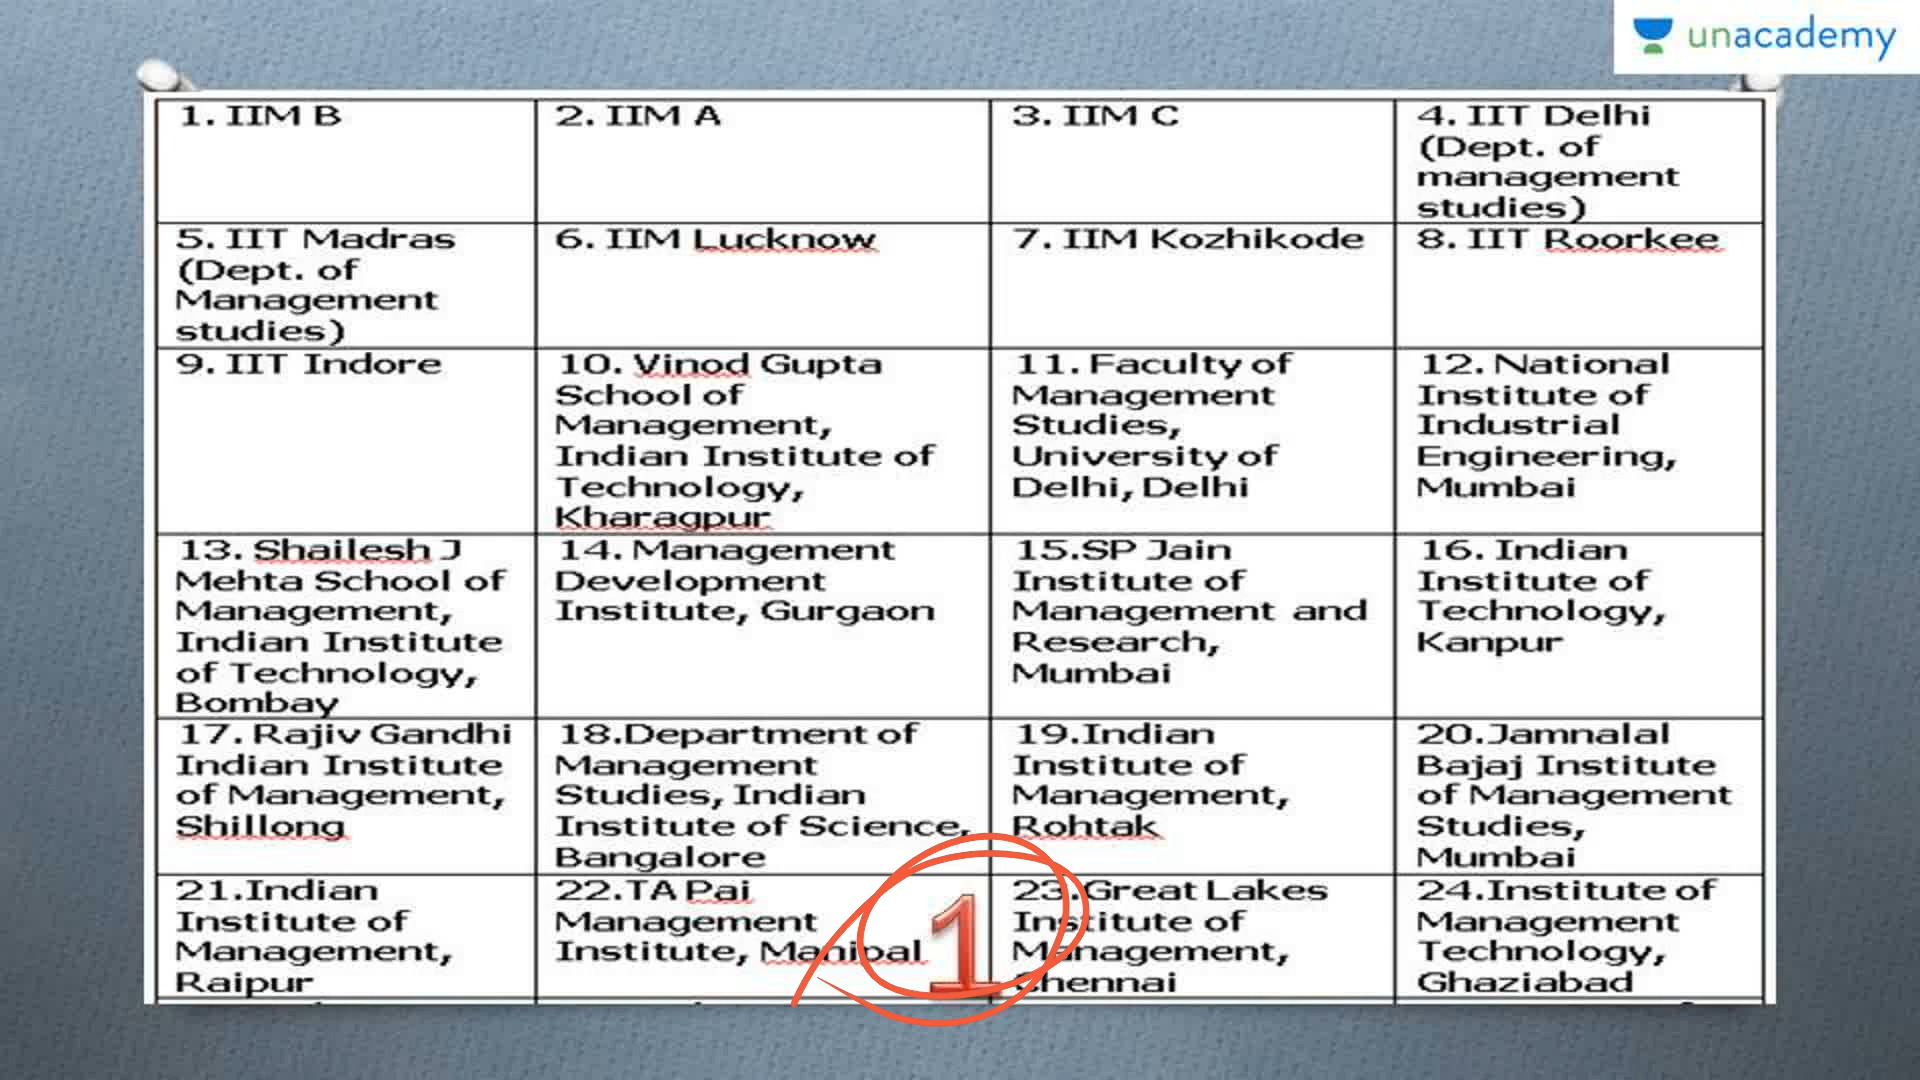 unacademy
1. IIM B
2. IIM A
3. IIM C
4. IIT Delhi
(Dept. of
management
studies)
5. IIT Madras
(Dept. of
Management
studies)
6. IIM Lucknow
7. IIM Kozhikode
8. IIT Roorkee
9. IIT Indore
10. Vinod Gupta
School of
Management,
Indian Institute of
Technology,
Kharagpur
11. Faculty of
Management
Studies,
University of
Delhi, Delhi
12. National
Institute of
Industrial
Engineering,
Mumbai
13. Shailesh J
Mehta School of
Management,
Indian Institute
of Technology,
Bombay
14. Management
Development
Institute, Gurgaon
15.SP Jain
Institute of
Management and
Research,
Mumbai
16. Indian
Institute of
Technology,
Kanpur
17. Rajiv Gandhi
Indian Institute
of Management,
Shillong
18.Department of
Management
Studies, Indian
Institute of Science,
Bangalore
19.Indian
Institute of
Management,
Rohtak
20.Jamnalal
Bajaj Institute
of Management
Studies,
Mumbai
21.Indian
Institute of
Management,
Raipur
22.TA Pai
Management
Institute, Manipal
23.Great Lakes
Institute of
Management,
Chennai
24.Institute of
Management
Technology,
Ghaziabad
1